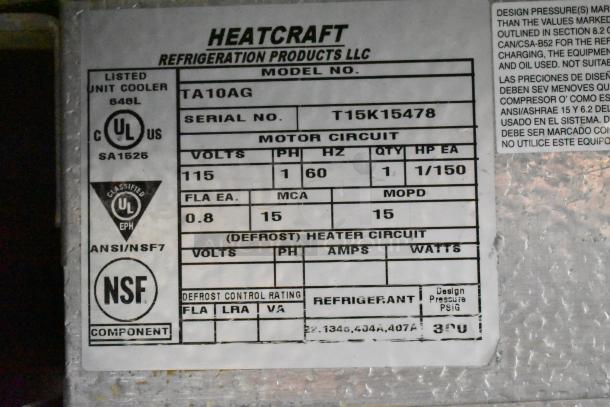 HEATCRAFT
REFRIGERATION PRODUCTS LLC
LISTED
UNIT COOLER
648L
C UL US
SA1525
CLASSIFIED
UL
EPH
ANSI/NSF7
NSF
COMPONENT
MODEL NO.
TA10AG
SERIAL NO. T15K15478
MOTOR CIRCUIT
VOLTS PH HZ QTY HP EA
115 1 60 1 1/150
FLA EA. MCA MOPD
0.8 15 15
(DEFROST) HEATER CIRCUIT
VOLTS PH AMPS WATTS
DEFROST CONTROL RATING REFRIGERANT Design Pressure PSIG
FLA LRA VA
404A,407A
DESIGN PRESSURE(S) MAR
THAN THE VALUES MARKED
OUTLINED IN SECTION 8.2
CAN/CSA-B52 FOR THE REF
CHARGING, THE EQUIPMEN
AND OIL USED. NOT SUITAB
LAS PRECIONES DE DISEÑ
DEBEN SEV MENOVES QU
COMPRESOR O' COMO ES
ANSI/ASHRAE 15 Y 6.2 DEL
USADO EN EL SISTEMA. D
DEBE SER MARCADO CO
NO UTILICE ESTE EQUIPO